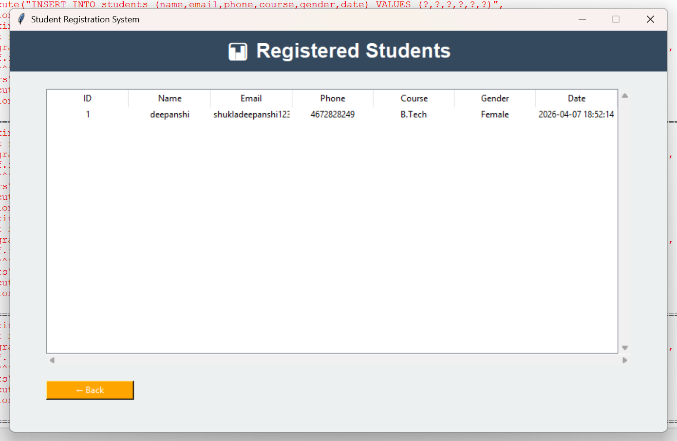 ute("INSERT INTO students (name,email,phone,course,gender,date) VALUES (?,?,?,?,?,?)",
Student Registration System
Registered Students
ID Name Email Phone Course Gender Date
1 deepanshi shukladeepanshi123 4672828249 B.Tech Female 2026-04-07 18:52:14
← Back